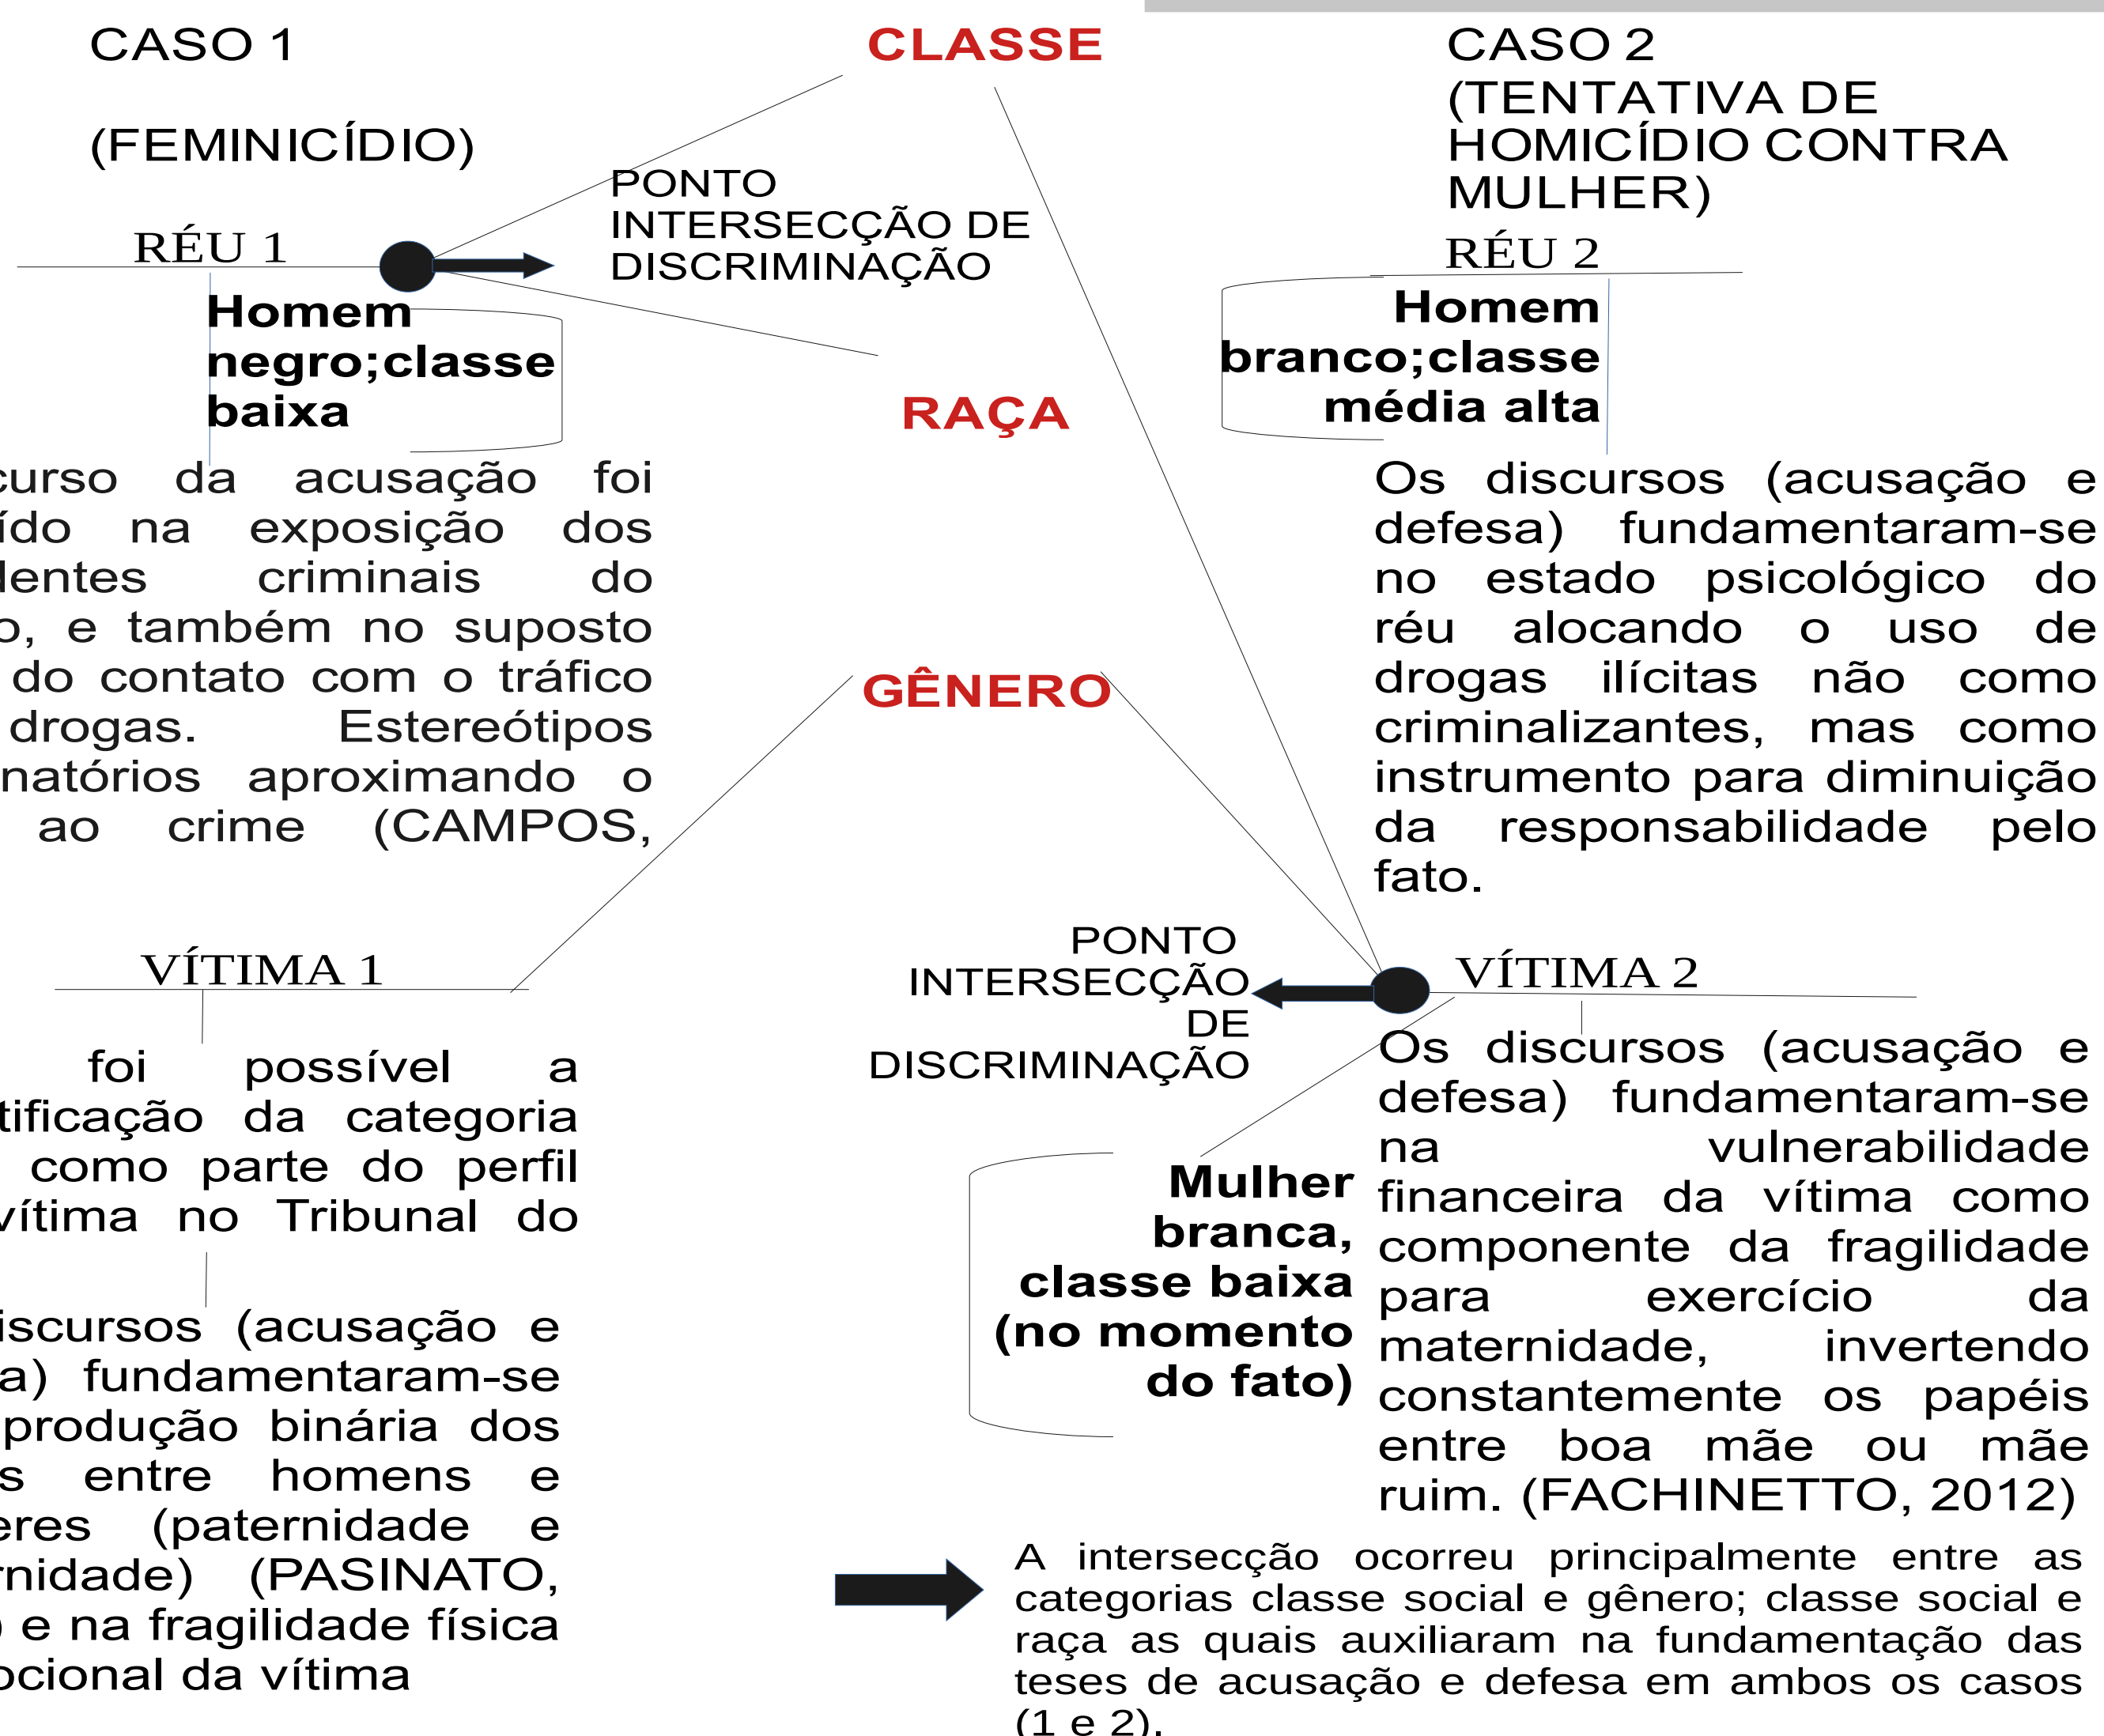 CASO 1
(FEMINICÍDIO)
RÉU 1
Homem
negro;classe
baixa
da acusação foi
na exposição dos
criminais do
e também no suposto
do contato com o tráfico
drogas. Estereótipos
aproximando o
ao crime (CAMPOS,
VÍTIMA 1
foi possível a
da categoria
como parte do perfil
vítima no Tribunal do
(acusação e
fundamentaram-se
produção binária dos
entre homens e
(paternidade e
(PASINATO,
e na fragilidade física
da vítima
CLASSE
PONTO
INTERSECÇÃO DE
DISCRIMINAÇÃO
RAÇA
GÊNERO
PONTO
INTERSECÇÃO
DE
DISCRIMINAÇÃO
Mulher
branca,
classe baixa
(no momento
do fato)
CASO 2
(TENTATIVA DE
HOMICÍDIO CONTRA
MULHER)
RÉU 2
Homem
branco;classe
média alta
Os discursos (acusação e
defesa) fundamentaram-se
no estado psicológico do
réu alocando o uso de
drogas ilícitas não como
criminalizantes, mas como
instrumento para diminuição
da responsabilidade pelo
fato.
VÍTIMA 2
Os discursos (acusação e
defesa) fundamentaram-se
na vulnerabilidade
financeira da vítima como
componente da fragilidade
para exercício da
maternidade, invertendo
constantemente os papéis
entre boa mãe ou mãe
ruim. (FACHINETTO, 2012)
A intersecção ocorreu principalmente entre as
categorias classe social e gênero; classe social e
raça as quais auxiliaram na fundamentação das
teses de acusação e defesa em ambos os casos
(1 e 2).